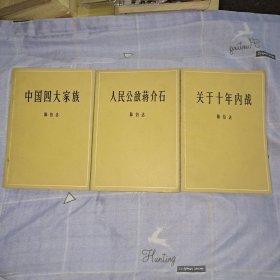 中国四大家族
陈伯达
人民公敌蒋介石
陈伯达
关于十年内战
陈伯达
Hunting